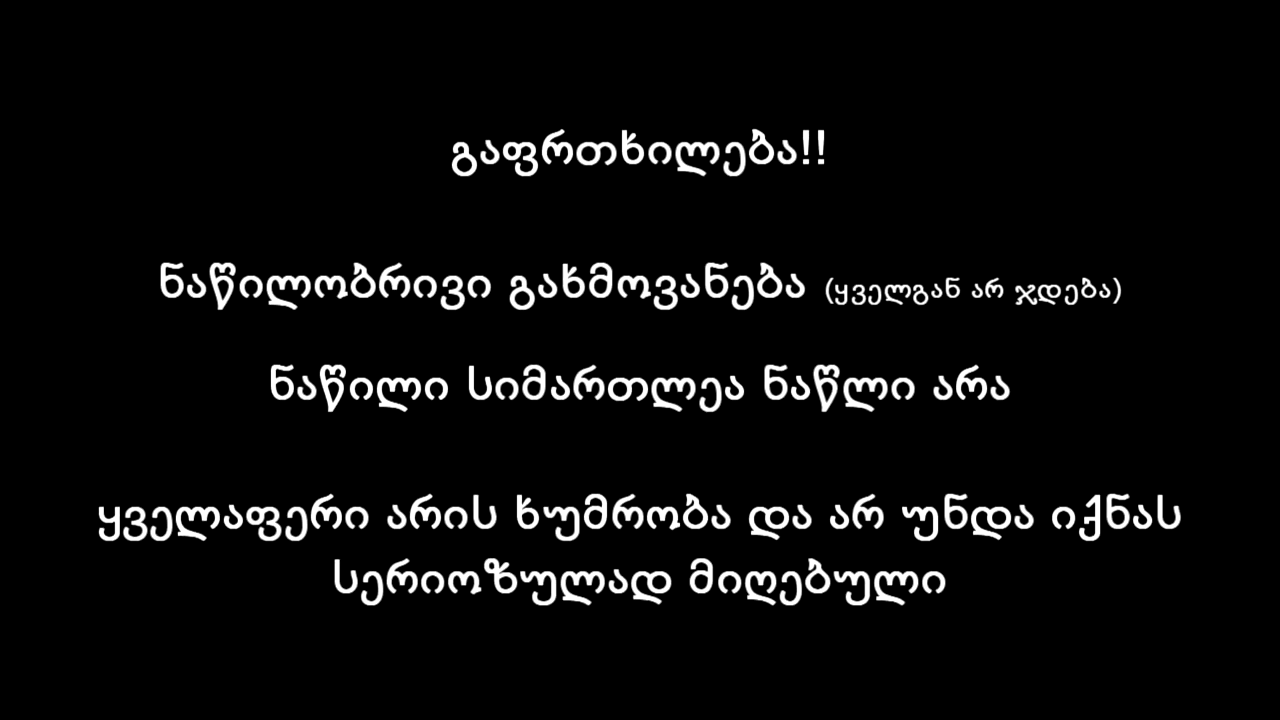 გაფრთხილება!!
ნაწილობრივი გახმოვანება (ყველგან არ ჯდება)
ნაწილი სიმართლეა ნაწლი არა
ყველაფერი არის ხუმრობა და არ უნდა იქნას
სერიოზულად მიღებული